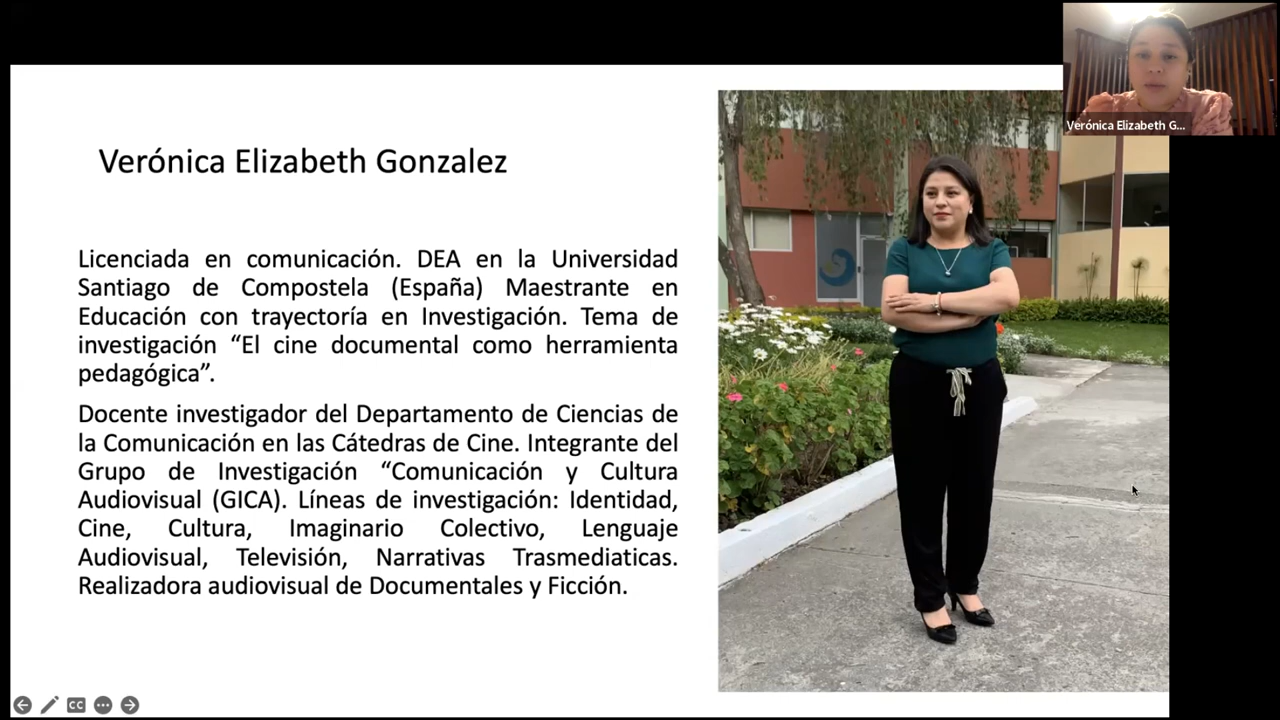 Verónica Elizabeth G...
Verónica Elizabeth Gonzalez
Licenciada en comunicación. DEA en la Universidad
Santiago de Compostela (España) Maestrante en
Educación con trayectoría en Investigación. Tema de
investigación “El cine documental como herramienta
pedagógica”.
Docente investigador del Departamento de Ciencias de
la Comunicación en las Cátedras de Cine. Integrante del
Grupo de Investigación “Comunicación y Cultura
Audiovisual (GICA). Líneas de investigación: Identidad,
Cine, Cultura, Imaginario Colectivo, Lenguaje
Audiovisual, Televisión, Narrativas Trasmediaticas.
Realizadora audiovisual de Documentales y Ficción.
CC